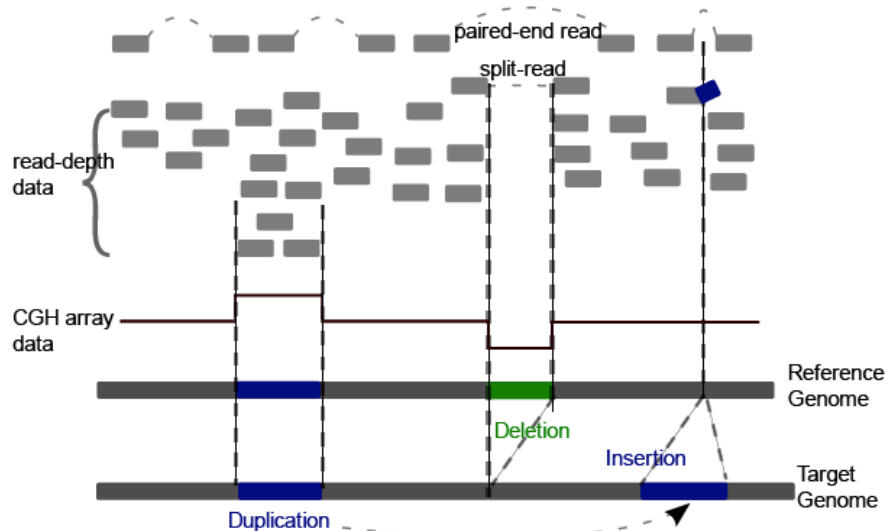 paired-end read
split-read
read-depth
data
CGH array
data
Reference
Genome
Deletion
Insertion
Target
Genome
Duplication